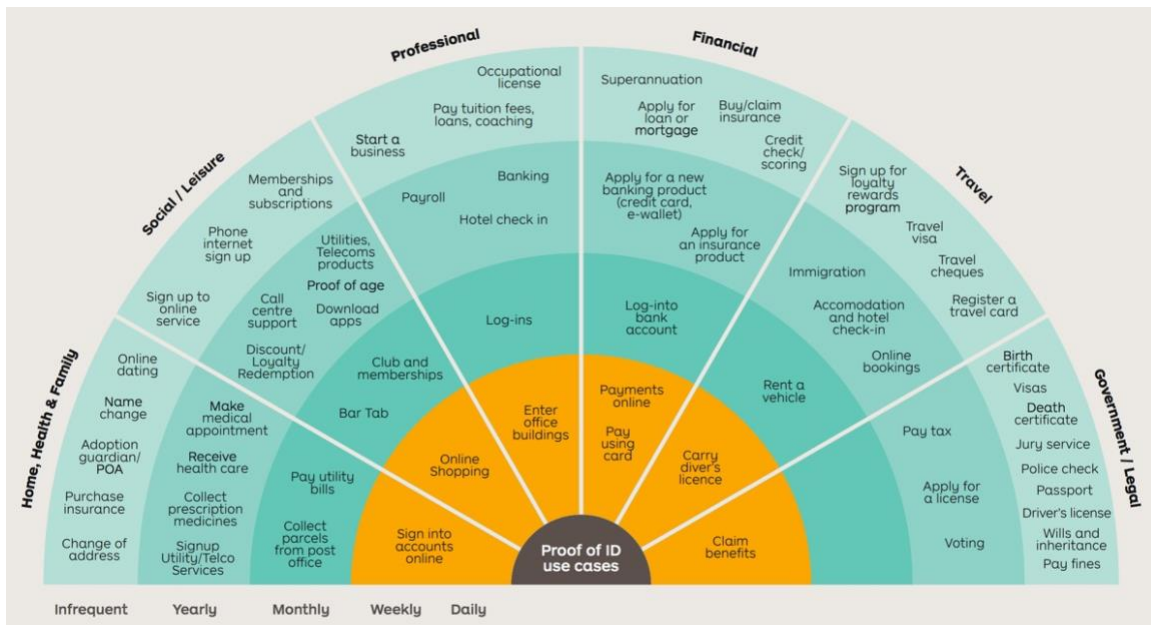 Professional
Occupational
license
Pay tuition fees,
loans, coaching
Start a
business
Payroll
Banking
Hotel check in
Log-ins
Enter
office
buildings
Financial
Superannuation
Apply for
loan or
mortgage
Buy/claim
insurance
Credit
check/
scoring
Apply for a new
banking product
(credit card,
e-wallet)
Apply for
an insurance
product
Log-into
bank
account
Payments
online
Pay
using
card
Social / Leisure
Memberships
and
subscriptions
Phone
internet
sign up
Sign up to
online
service
Utilities,
Telecoms
products
Proof of age
Call
centre
support
Download
apps
Discount/
Loyalty
Redemption
Club and
memberships
Bar Tab
Online
Shopping
Travel
Sign up for
loyalty
rewards
program
Travel
visa
Travel
cheques
Register a
travel card
Immigration
Accomodation
and hotel
check-in
Online
bookings
Rent a
vehicle
Carry
diver's
licence
Home, Health & Family
Online
dating
Name
change
Adoption
guardian/
POA
Purchase
insurance
Change of
address
Make
medical
appointment
Receive
health care
Collect
prescription
medicines
Signup
Utility/Telco
Services
Pay utility
bills
Collect
parcels
from post
office
Sign into
accounts
online
Government / Legal
Birth
certificate
Visas
Death
certificate
Jury service
Police check
Passport
Driver's license
Wills and
inheritance
Pay fines
Pay tax
Apply for
a license
Voting
Claim
benefits
Proof of ID
use cases
Infrequent
Yearly
Monthly
Weekly
Daily